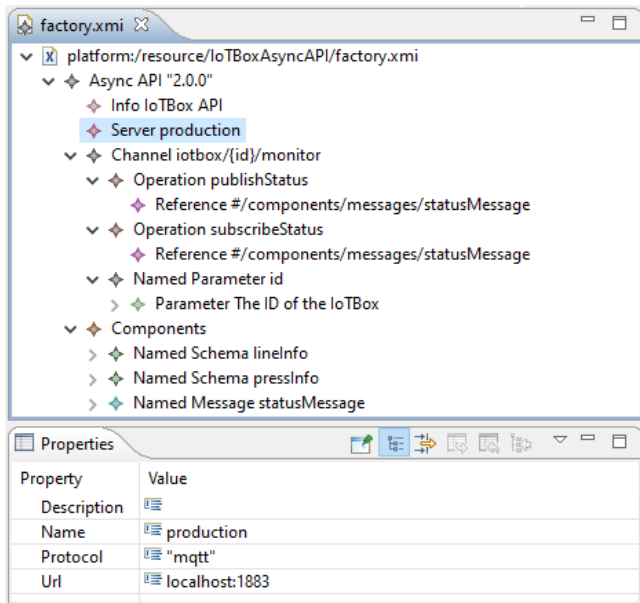 factory.xmi
platform:/resource/IoTBoxAsyncAPI/factory.xmi
Async API "2.0.0"
Info IoTBox API
Server production
Channel iotbox/{id}/monitor
Operation publishStatus
Reference #/components/messages/statusMessage
Operation subscribeStatus
Reference #/components/messages/statusMessage
Named Parameter id
Parameter The ID of the IoTBox
Components
Named Schema lineInfo
Named Schema pressInfo
Named Message statusMessage
Properties
Property Value
Description
Name production
Protocol "mqtt"
Url localhost:1883